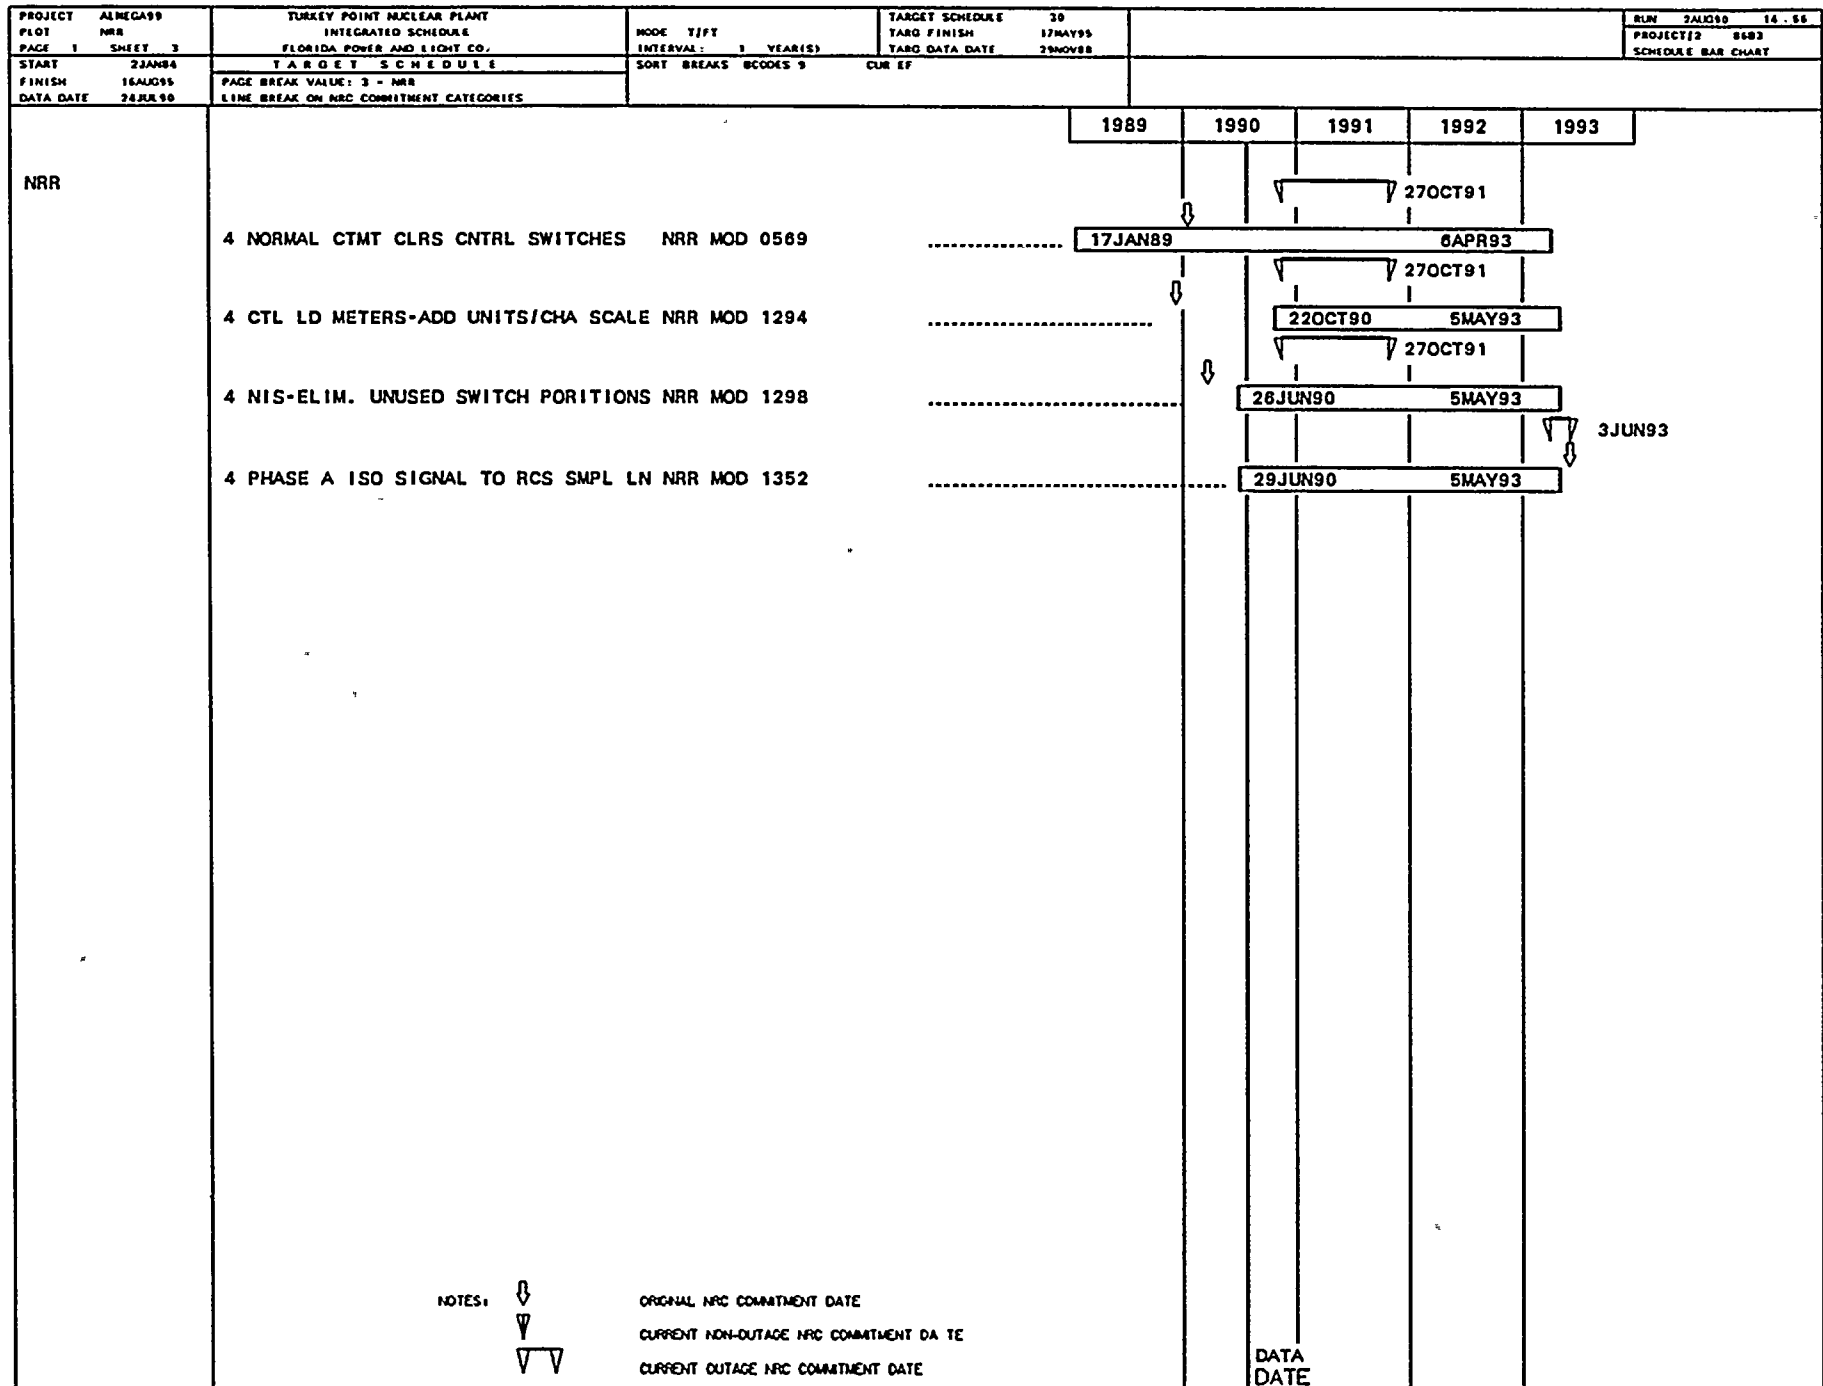 PROJECT ALMEGA99
PLOT NRR
PAGE 1 SHEET 3
TURKEY POINT NUCLEAR PLANT
INTEGRATED SCHEDULE
FLORIDA POWER AND LIGHT CO.
MODE T/FT
INTERVAL: 1 YEAR(S)
TARGET SCHEDULE 30
TARG FINISH 17MAY95
TARG DATA DATE 29NOV88
RUN 2AUG90 14.56
PROJECT/2 8683
SCHEDULE BAR CHART
START 2JAN84
FINISH 16AUG95
DATA DATE 24JUL90
TARGET SCHEDULE
PAGE BREAK VALUE: 3 - NRR
LINE BREAK ON NRC COMMITMENT CATEGORIES
SORT BREAKS BCODES 9 CUR EF
1989 1990 1991 1992 1993
NRR
27OCT91
4 NORMAL CTMT CLRS CNTRL SWITCHES NRR MOD 0569 17JAN89 6APR93
27OCT91
4 CTL LD METERS-ADD UNITS/CHA SCALE NRR MOD 1294 22OCT90 5MAY93
27OCT91
4 NIS-ELIM. UNUSED SWITCH PORITIONS NRR MOD 1298 26JUN90 5MAY93
3JUN93
4 PHASE A ISO SIGNAL TO RCS SMPL LN NRR MOD 1352 29JUN90 5MAY93
NOTES: ORIGINAL NRC COMMITMENT DATE
CURRENT NON-OUTAGE NRC COMMITMENT DA TE
CURRENT OUTAGE NRC COMMITMENT DATE
DATA
DATE